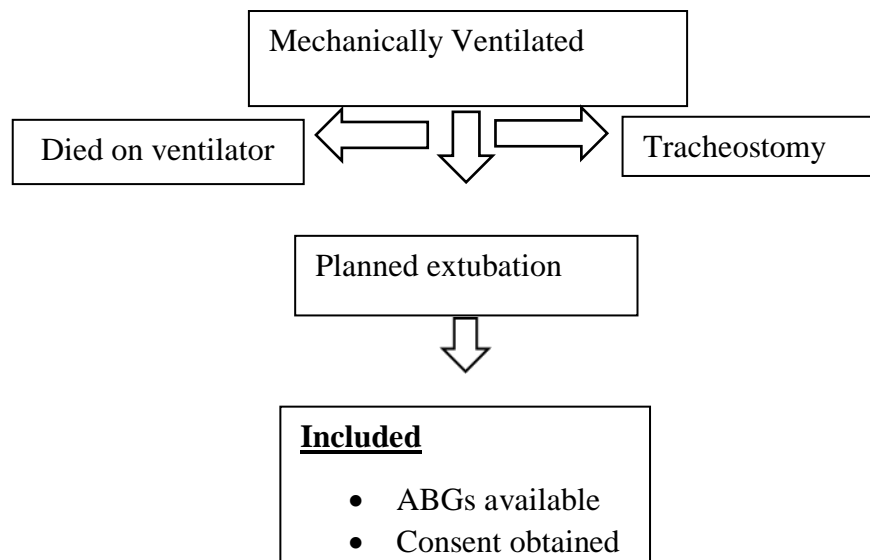 Mechanically Ventilated
Died on ventilator
Tracheostomy
Planned extubation
Included
• ABGs available
• Consent obtained